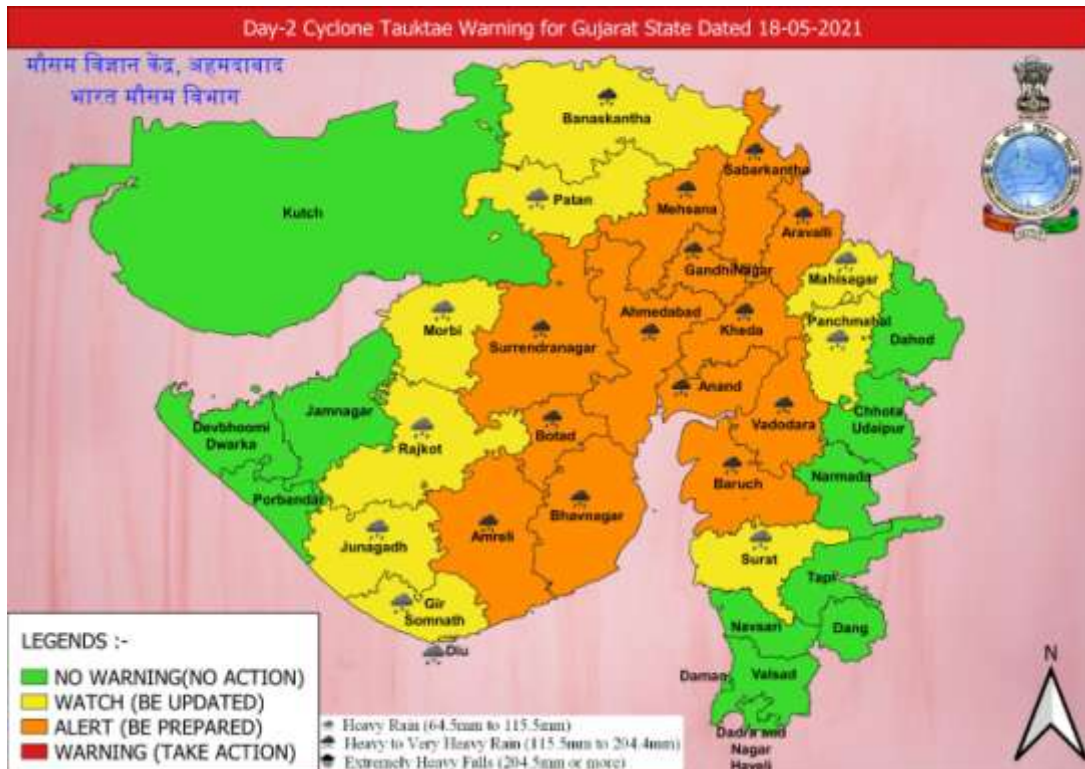 Day-2 Cyclone Tauktae Warning for Gujarat State Dated 18-05-2021
मौसम विज्ञान केंद्र, अहमदाबाद
भारत मौसम विभाग
Banaskantha
Patan
Kutch
Sabarkantha
Mehsana
Aravalli
GandhiNagar
Mahisagar
Ahmedabad
Kheda
Panchmahal
Dahod
Morbi
Surrendranagar
Anand
Jamnagar
Devbhoomi
Dwarka
Rajkot
Botad
Vadodara
Chhota
Udaipur
Porbandar
Baruch
Narmada
Junagadh
Amreli
Bhavnagar
Surat
Gir
Somnath
Tapi
Diu
Navsari
Dang
Daman
Valsad
Dadra and
Nagar
Haveli
LEGENDS :-
NO WARNING(NO ACTION)
WATCH (BE UPDATED)
ALERT (BE PREPARED)
WARNING (TAKE ACTION)
Heavy Rain (64.5mm to 115.5mm)
Heavy to Very Heavy Rain (115.5mm to 204.4mm)
Extremely Heavy Falls (204.5mm or more)
N